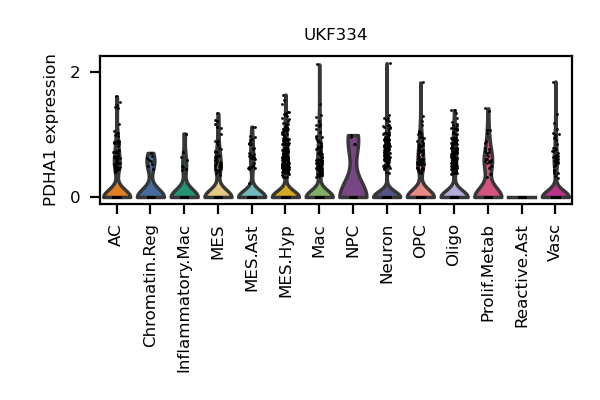 UKF334
PDHA1 expression
2
0
AC
Chromatin.Reg
Inflammatory.Mac
MES
MES.Ast
MES.Hyp
Mac
NPC
Neuron
OPC
Oligo
Prolif.Metab
Reactive.Ast
Vasc